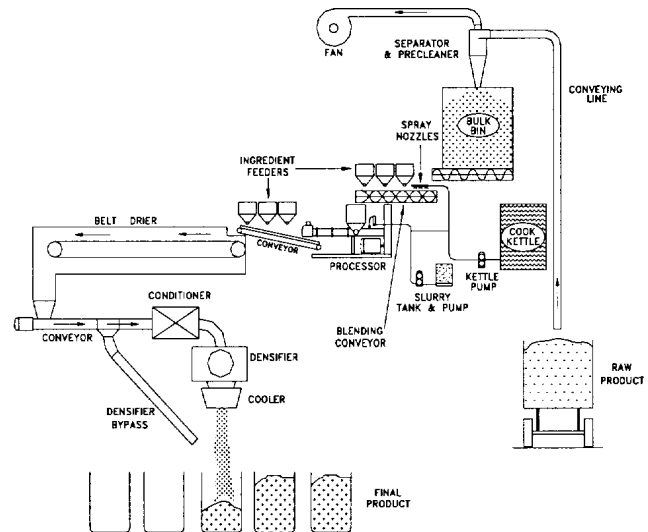 FAN
SEPARATOR
& PRECLEANER
CONVEYING
LINE
BULK
BIN
SPRAY
NOZZLES
INGREDIENT
FEEDERS
BELT DRIER
CONVEYOR
PROCESSOR
COOK
KETTLE
KETTLE
PUMP
SLURRY
TANK & PUMP
CONDITIONER
BLENDING
CONVEYOR
CONVEYOR
DENSIFIER
COOLER
RAW
PRODUCT
DENSIFIER
BYPASS
FINAL
PRODUCT